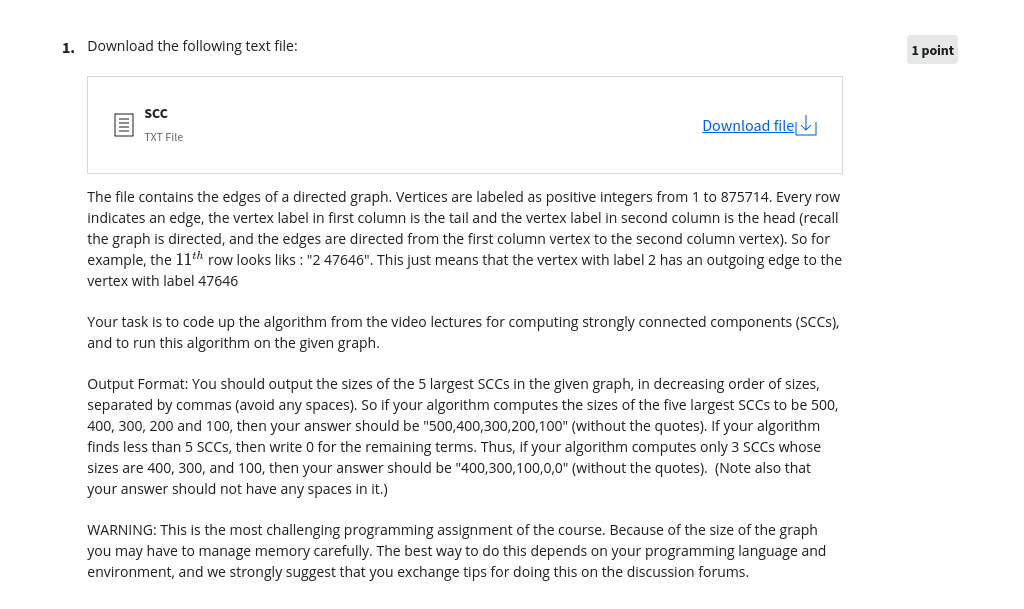 1. Download the following text file:
1 point
SCC
TXT File
Download file
The file contains the edges of a directed graph. Vertices are labeled as positive integers from 1 to 875714. Every row
indicates an edge, the vertex label in first column is the tail and the vertex label in second column is the head (recall
the graph is directed, and the edges are directed from the first column vertex to the second column vertex). So for
example, the 11th row looks liks : "2 47646". This just means that the vertex with label 2 has an outgoing edge to the
vertex with label 47646
Your task is to code up the algorithm from the video lectures for computing strongly connected components (SCCs),
and to run this algorithm on the given graph.
Output Format: You should output the sizes of the 5 largest SCCs in the given graph, in decreasing order of sizes,
separated by commas (avoid any spaces). So if your algorithm computes the sizes of the five largest SCCs to be 500,
400, 300, 200 and 100, then your answer should be "500,400,300,200,100" (without the quotes). If your algorithm
finds less than 5 SCCs, then write 0 for the remaining terms. Thus, if your algorithm computes only 3 SCCs whose
sizes are 400, 300, and 100, then your answer should be "400,300,100,0,0" (without the quotes).  (Note also that
your answer should not have any spaces in it.)
WARNING: This is the most challenging programming assignment of the course. Because of the size of the graph
you may have to manage memory carefully. The best way to do this depends on your programming language and
environment, and we strongly suggest that you exchange tips for doing this on the discussion forums.